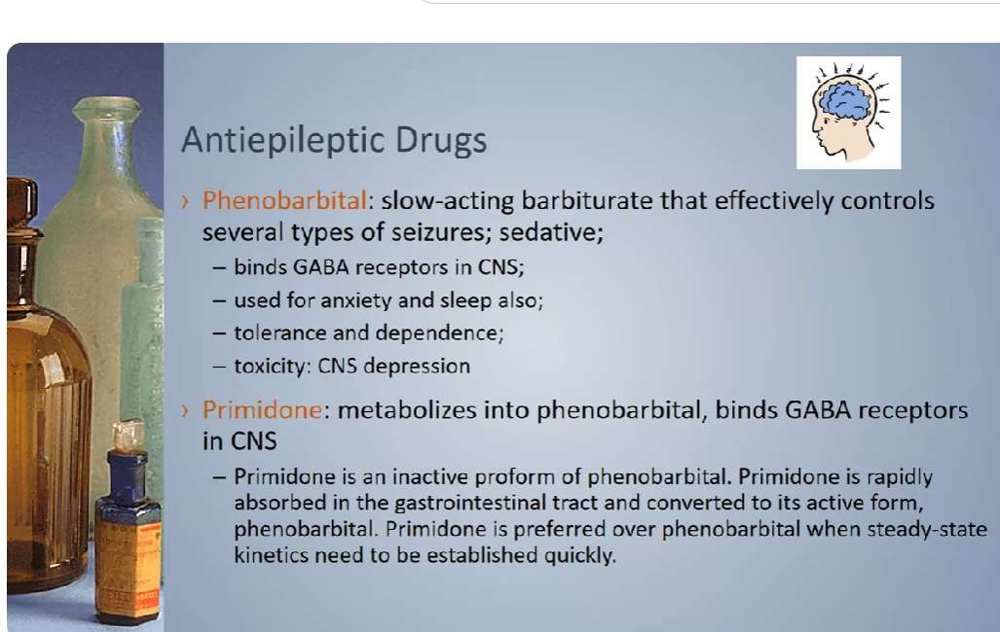 Antiepileptic Drugs
› Phenobarbital: slow-acting barbiturate that effectively controls
several types of seizures; sedative;
– binds GABA receptors in CNS;
– used for anxiety and sleep also;
– tolerance and dependence;
– toxicity: CNS depression
› Primidone: metabolizes into phenobarbital, binds GABA receptors
in CNS
– Primidone is an inactive proform of phenobarbital. Primidone is rapidly
absorbed in the gastrointestinal tract and converted to its active form,
phenobarbital. Primidone is preferred over phenobarbital when steady-state
kinetics need to be established quickly.